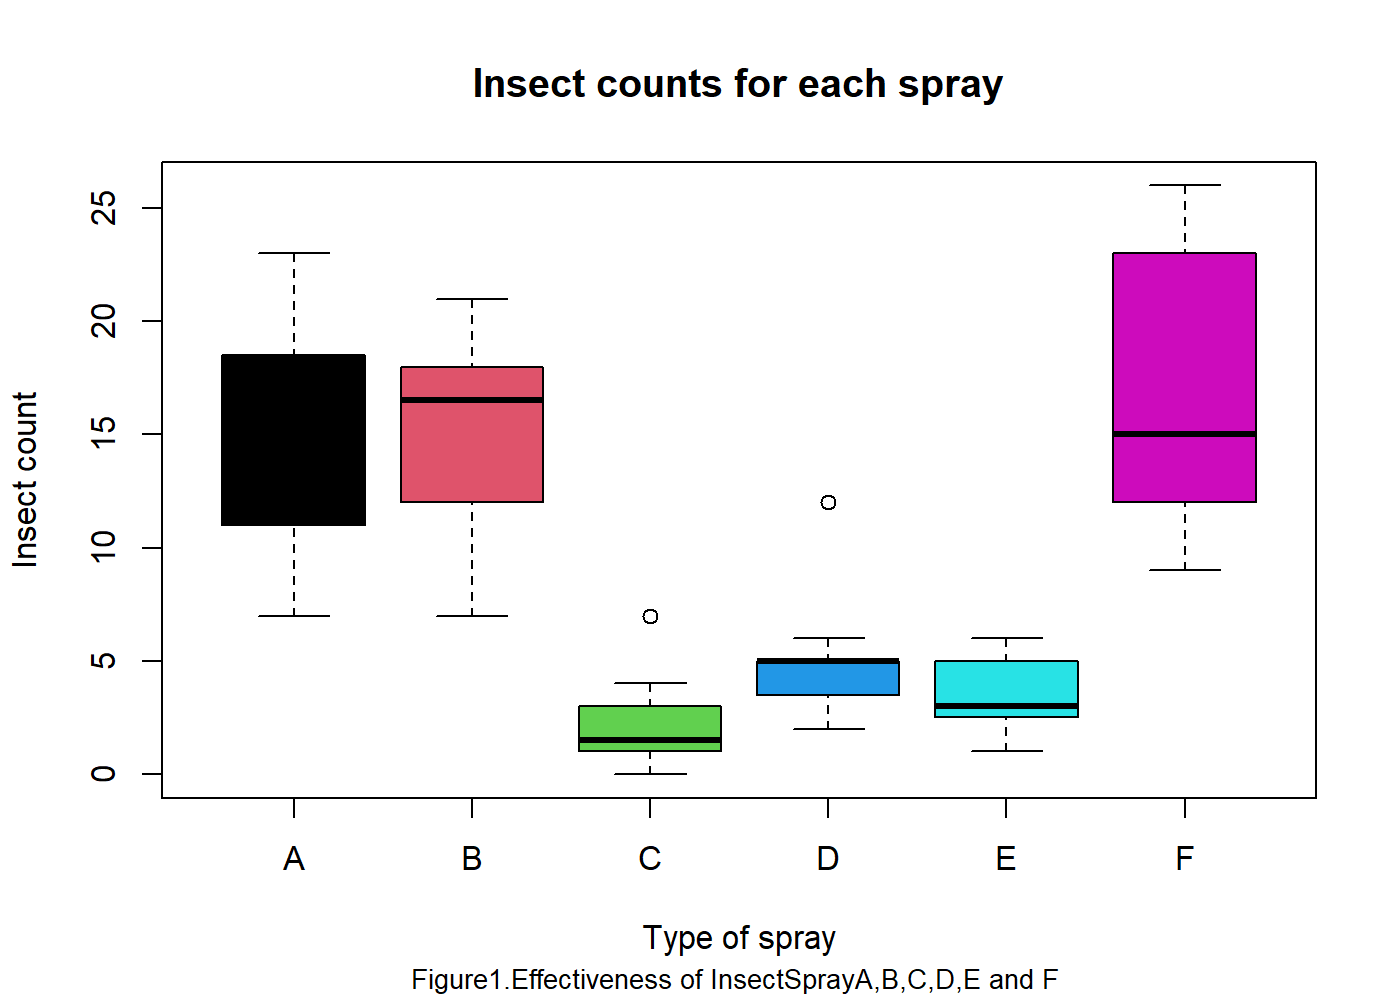 Insect counts for each spray
25
20
15
10
5
0
Insect count
A B C D E F
Type of spray
Figure1.Effectiveness of InsectSprayA,B,C,D,E and F